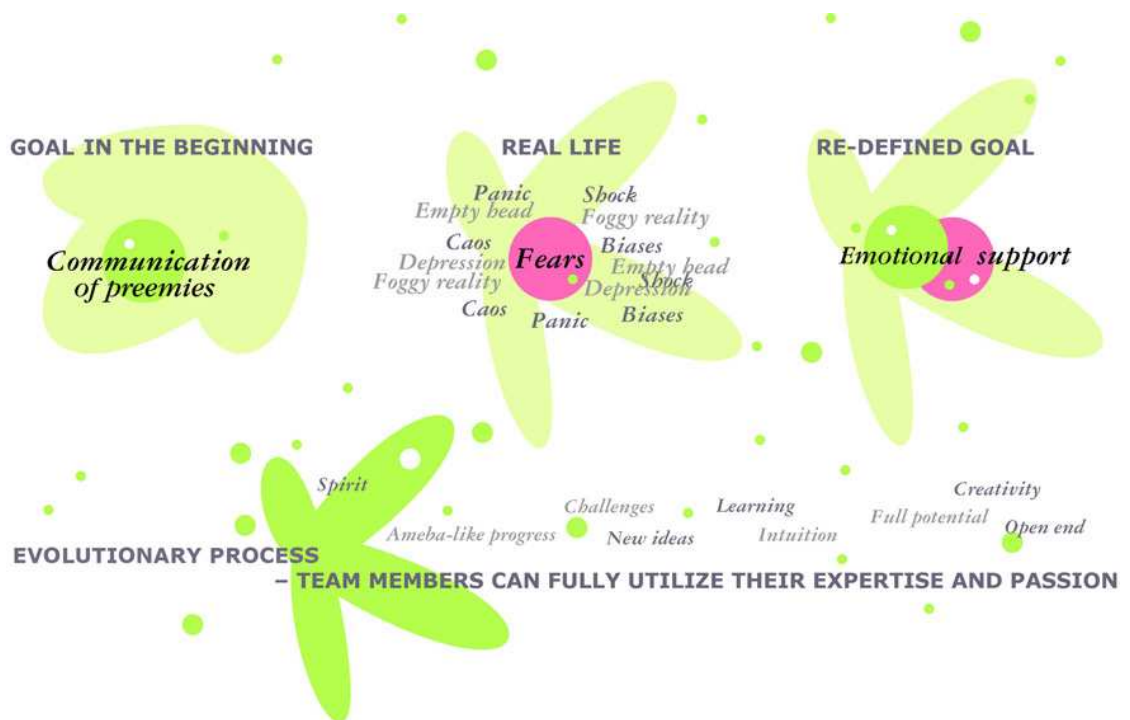 GOAL IN THE BEGINNING
Communication
of preemies
REAL LIFE
Panic
Shock
Empty head
Foggy reality
Caos
Fears
Biases
Depression
Empty head
Foggy reality
Shock
Depression
Caos
Panic
Biases
RE-DEFINED GOAL
Emotional support
Spirit
Ameba-like progress
Challenges
New ideas
Learning
Intuition
Full potential
Creativity
Open end
EVOLUTIONARY PROCESS
– TEAM MEMBERS CAN FULLY UTILIZE THEIR EXPERTISE AND PASSION